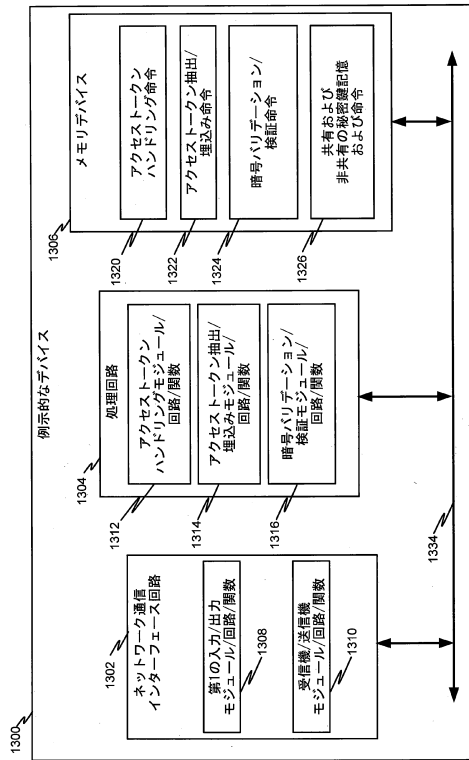 1300
例示的なデバイス
1302
ネットワーク通信
インターフェース回路
第1の入力/出力
モジュール/回路/関数
1308
受信機/送信機
モジュール/回路/関数
1310
1304
処理回路
1312
アクセストークン
ハンドリングモジュール/
回路/関数
1314
アクセストークン抽出/
埋込みモジュール/
回路/関数
1316
暗号バリデーション/
検証モジュール/
回路/関数
1306
メモリデバイス
1320
アクセストークン
ハンドリング命令
1322
アクセストークン抽出/
埋込み命令
1324
暗号バリデーション/
検証命令
1326
共有および
非共有の秘密鍵記憶
および命令
1334